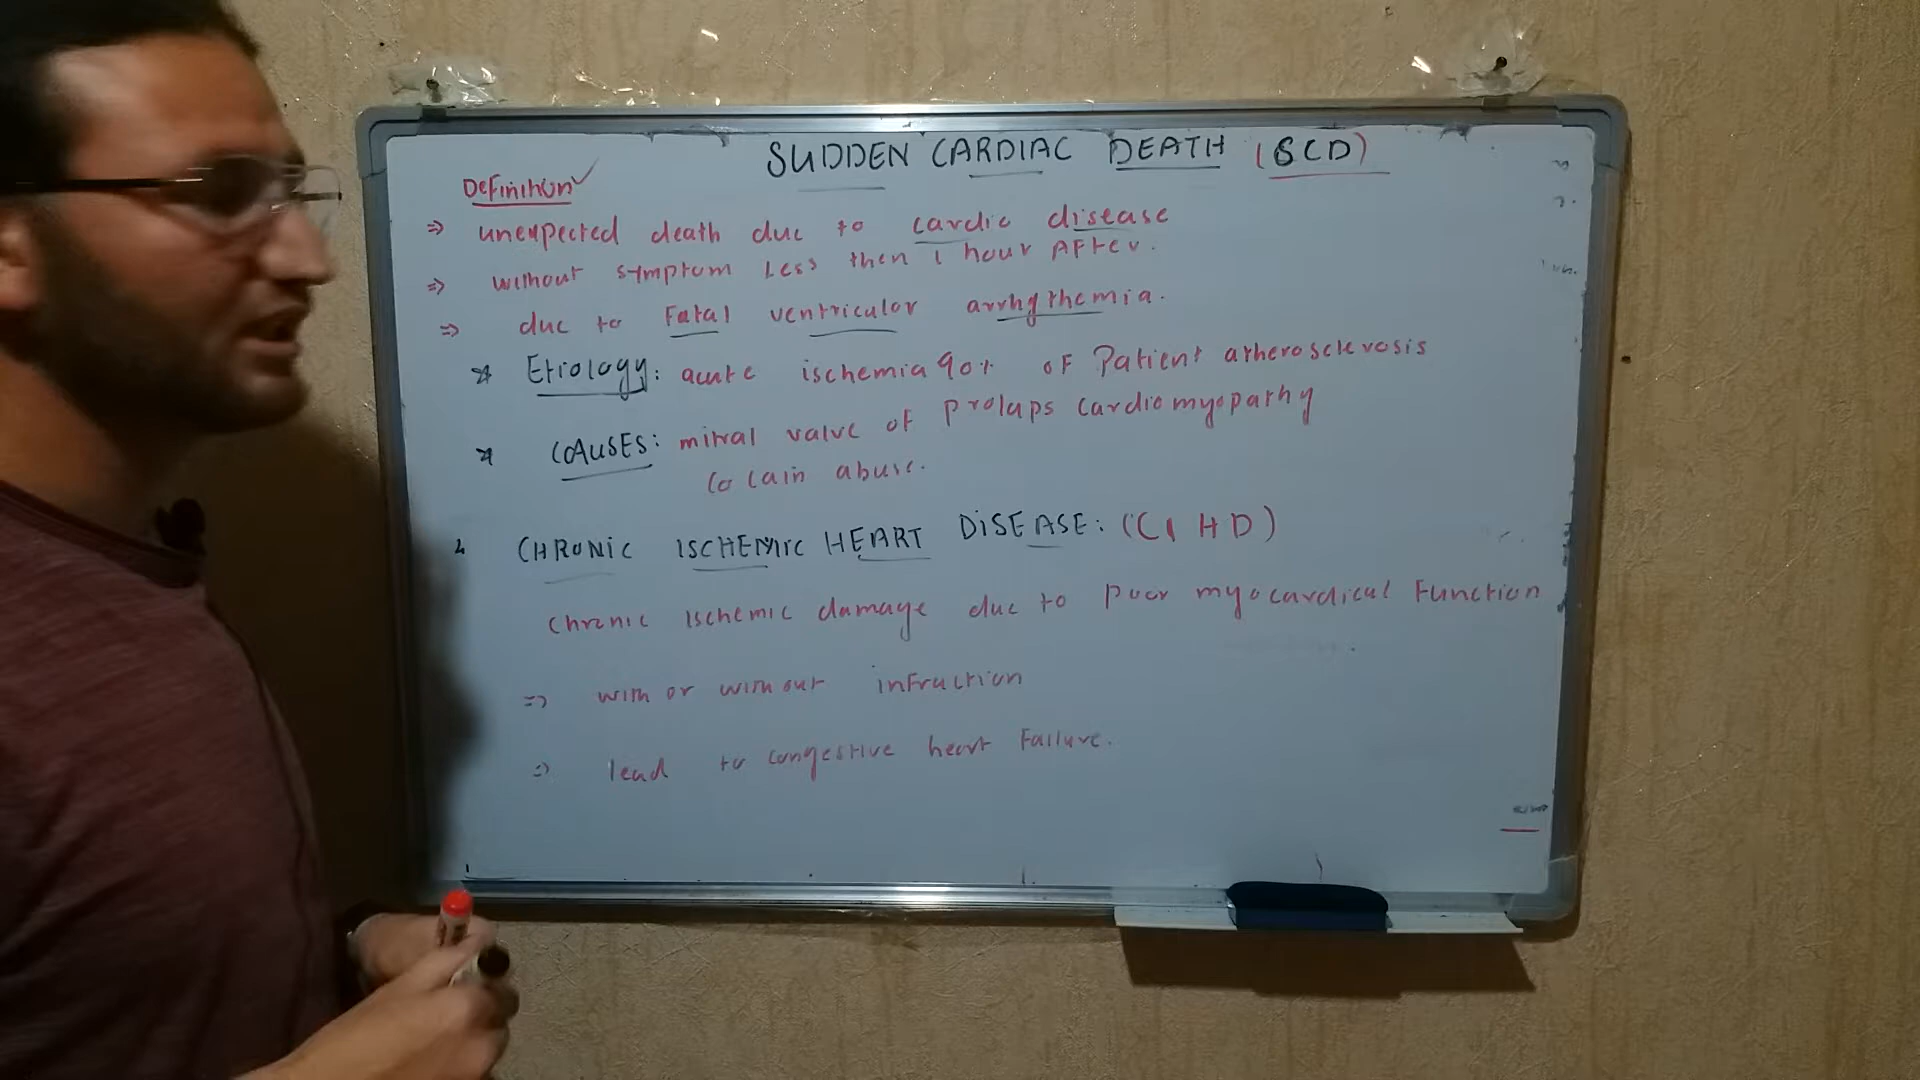 SUDDEN CARDIAC DEATH (SCD)
Definition
⇒ unexpected death due to cardic disease
⇒ without symptom Less then 1 hour AFter.
⇒ due to Fatal ventricular arrhythemia.
* Etiology: acute ischemia 90% of Patient atherosclerosis
* CAUSES: mitral valve of Prolaps cardiomyopathy
Cocain abuse.
CHRONIC ISCHEMIC HEART DISEASE: (CIHD)
chronic ischemic damage due to poor myocardical Function
⇒ with or without infraction
⇒ lead to congestive heart Failure.